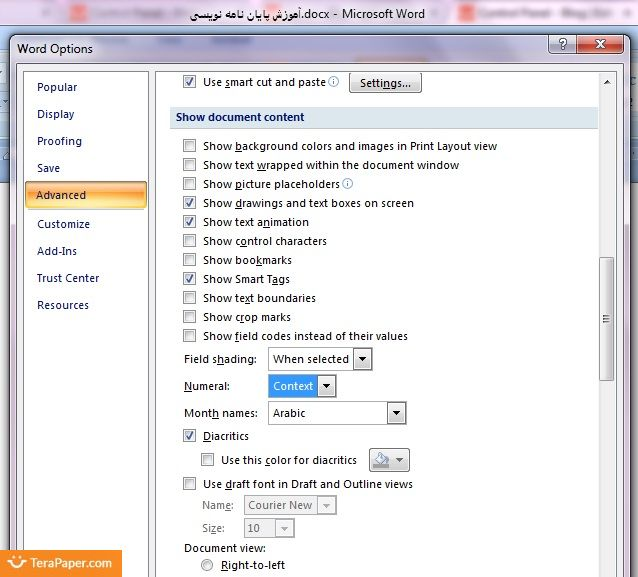 آموزش پایان نامه نویسی.docx - Microsoft Word
Word Options
Popular
Display
Proofing
Save
Advanced
Customize
Add-Ins
Trust Center
Resources
Use smart cut and paste
Settings...
Show document content
Show background colors and images in Print Layout view
Show text wrapped within the document window
Show picture placeholders
Show drawings and text boxes on screen
Show text animation
Show control characters
Show bookmarks
Show Smart Tags
Show text boundaries
Show crop marks
Show field codes instead of their values
Field shading: When selected
Numeral: Context
Month names: Arabic
Diacritics
Use this color for diacritics
Use draft font in Draft and Outline views
Name: Courier New
Size: 10
Document view:
Right-to-left
TeraPaper.com